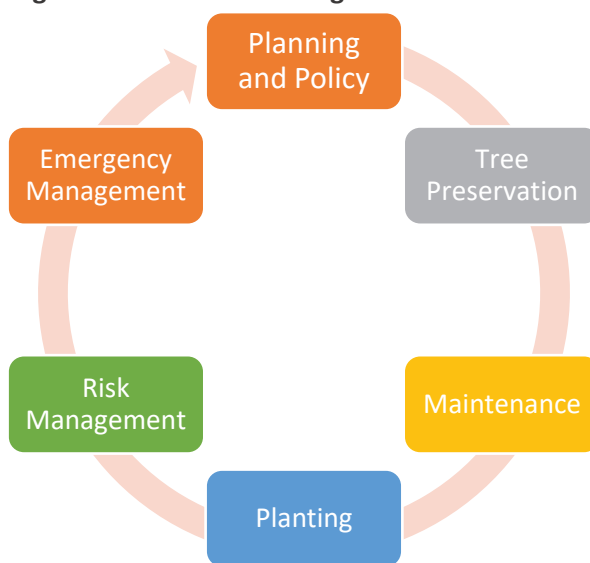 Planning
and Policy
Tree
Preservation
Maintenance
Planting
Risk
Management
Emergency
Management